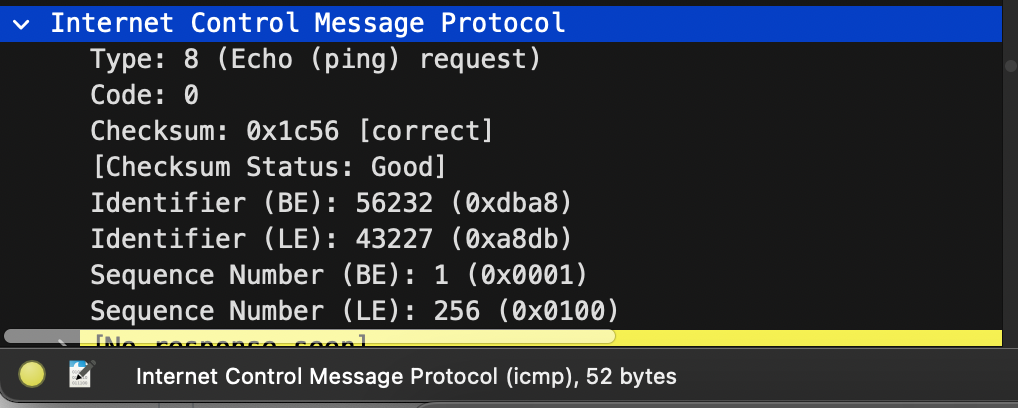 Internet Control Message Protocol
Type: 8 (Echo (ping) request)
Code: 0
Checksum: 0x1c56 [correct]
[Checksum Status: Good]
Identifier (BE): 56232 (0xdba8)
Identifier (LE): 43227 (0xa8db)
Sequence Number (BE): 1 (0x0001)
Sequence Number (LE): 256 (0x0100)
[No response seen]
Internet Control Message Protocol (icmp), 52 bytes